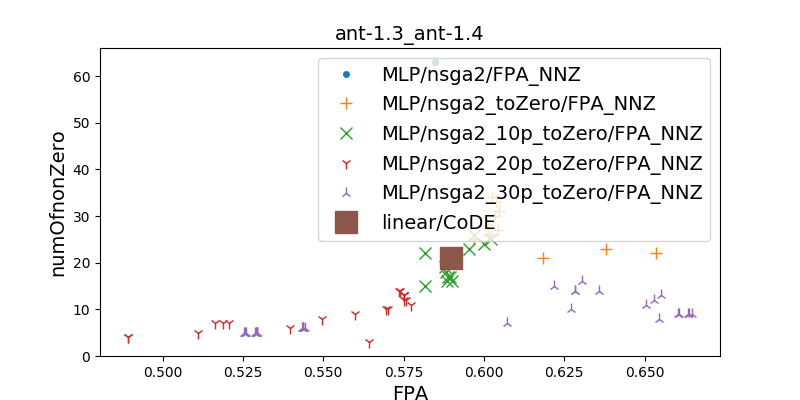 ant-1.3_ant-1.4
MLP/nsga2/FPA_NNZ
MLP/nsga2_toZero/FPA_NNZ
MLP/nsga2_10p_toZero/FPA_NNZ
MLP/nsga2_20p_toZero/FPA_NNZ
MLP/nsga2_30p_toZero/FPA_NNZ
linear/CoDE
numOfnonZero
60
50
40
30
20
10
0
0.500 0.525 0.550 0.575 0.600 0.625 0.650
FPA